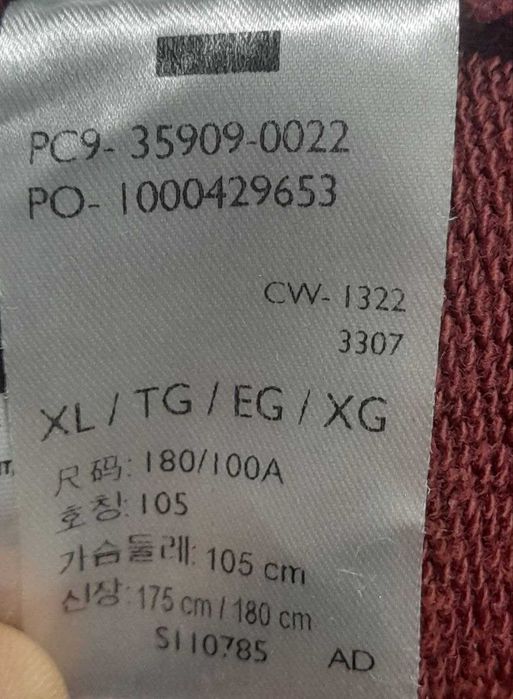 PC9- 35909-0022
PO- 1000429653
CW- 1322
3307
XL / TG / EG / XG
尺 码: 180/100A
호칭: 105
가슴둘레: 105 cm
신장: 175 cm / 180 cm
S110785 AD